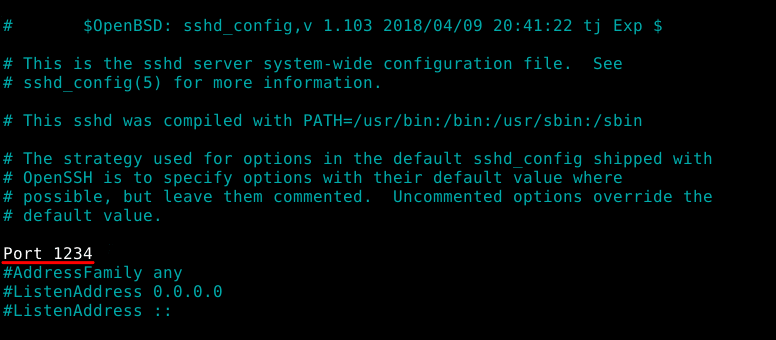 #       $OpenBSD: sshd_config,v 1.103 2018/04/09 20:41:22 tj Exp $
# This is the sshd server system-wide configuration file.  See
# sshd_config(5) for more information.
# This sshd was compiled with PATH=/usr/bin:/bin:/usr/sbin:/sbin
# The strategy used for options in the default sshd_config shipped with
# OpenSSH is to specify options with their default value where
# possible, but leave them commented.  Uncommented options override the
# default value.
Port 1234
#AddressFamily any
#ListenAddress 0.0.0.0
#ListenAddress ::